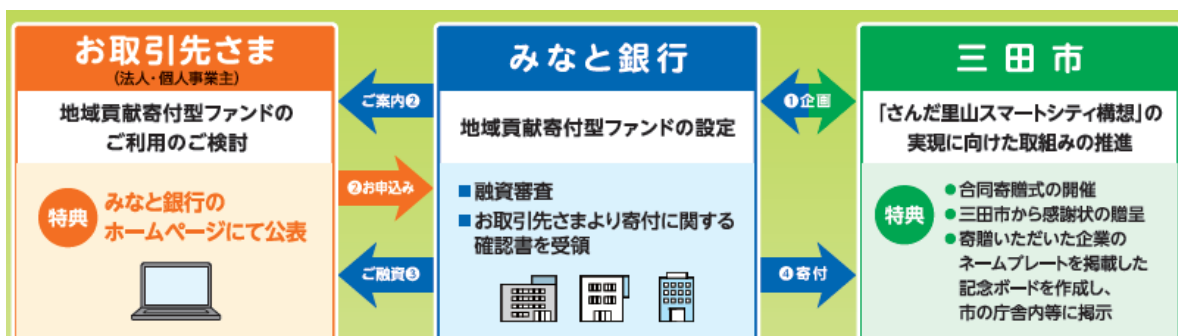 お取引先さま
(法人・個人事業主)
地域貢献寄付型ファンドの
ご利用のご検討
特典
みなと銀行の
ホームページにて公表
ご案内❷
❷お申込み
ご融資❸
みなと銀行
地域貢献寄付型ファンドの設定
■融資審査
■お取引先さまより寄付に関する
確認書を受領
❶企画
❹寄付
三田市
「さんだ里山スマートシティ構想」の
実現に向けた取組みの推進
特典
●合同寄贈式の開催
●三田市から感謝状の贈呈
●寄贈いただいた企業の
ネームプレートを掲載した
記念ボードを作成し、
市の庁舎内等に掲示